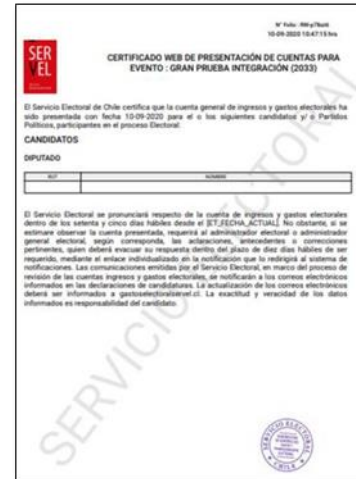 N° Folio: RW-p78ptX
10-09-2020 10:47:15 hrs
SER
VEL
CERTIFICADO WEB DE PRESENTACIÓN DE CUENTAS PARA
EVENTO : GRAN PRUEBA INTEGRACIÓN (2033)
El Servicio Electoral de Chile certifica que la cuenta general de ingresos y gastos electorales ha
sido presentada con fecha 10-09-2020 para el o los siguientes candidatos y/ o Partidos
Políticos, participantes en el proceso Electoral:
CANDIDATOS
DIPUTADO
RUT NOMBRE
El Servicio Electoral se pronunciará respecto de la cuenta de ingresos y gastos electorales
dentro de los setenta y cinco días hábiles desde el [ET_FECHA_ACTUAL]. No obstante, si se
estimare observar la cuenta presentada, requerirá al administrador electoral o administrador
general electoral, según corresponda, las aclaraciones, antecedentes o correcciones
pertinentes, quien deberá evacuar su respuesta dentro del plazo de diez días hábiles de ser
requerido, mediante el enlace individualizado en la notificación que lo redirigirá al sistema de
notificaciones. Las comunicaciones emitidas por el Servicio Electoral, en marco del proceso de
revisión de las cuentas ingresos y gastos electorales, se notificarán a los correos electrónicos
informados en las declaraciones de candidaturas. La actualización de los correos electrónicos
deberá ser informados a gastoselectoral@servel.cl. La exactitud y veracidad de los datos
informados es responsabilidad del candidato.
SERVICIO ELECTORAL
SERVICIO ELECTORAL
CHILE